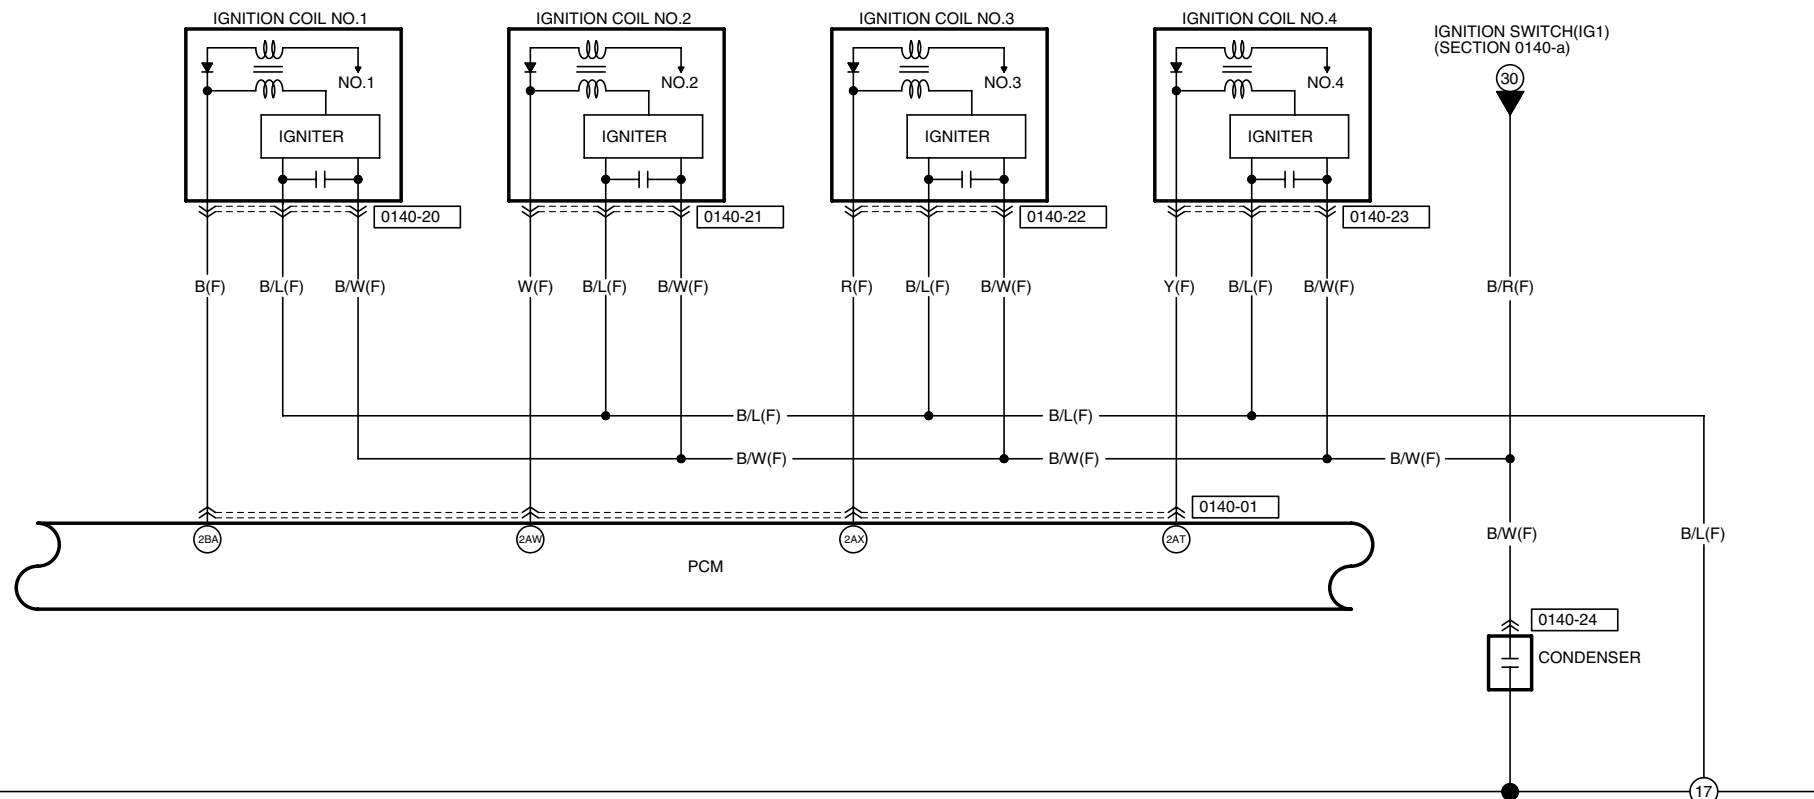 IGNITION COIL NO.1
IGNITION COIL NO.2
IGNITION COIL NO.3
IGNITION COIL NO.4
IGNITION SWITCH(IG1)
(SECTION 0140-a)
30
NO.1
NO.2
NO.3
NO.4
IGNITER
IGNITER
IGNITER
IGNITER
0140-20
0140-21
0140-22
0140-23
B(F)
B/L(F)
B/W(F)
W(F)
B/L(F)
B/W(F)
R(F)
B/L(F)
B/W(F)
Y(F)
B/L(F)
B/W(F)
B/R(F)
B/L(F)
B/L(F)
B/W(F)
B/W(F)
B/W(F)
0140-01
2BA
2AW
2AX
2AT
B/W(F)
B/L(F)
PCM
0140-24
CONDENSER
17